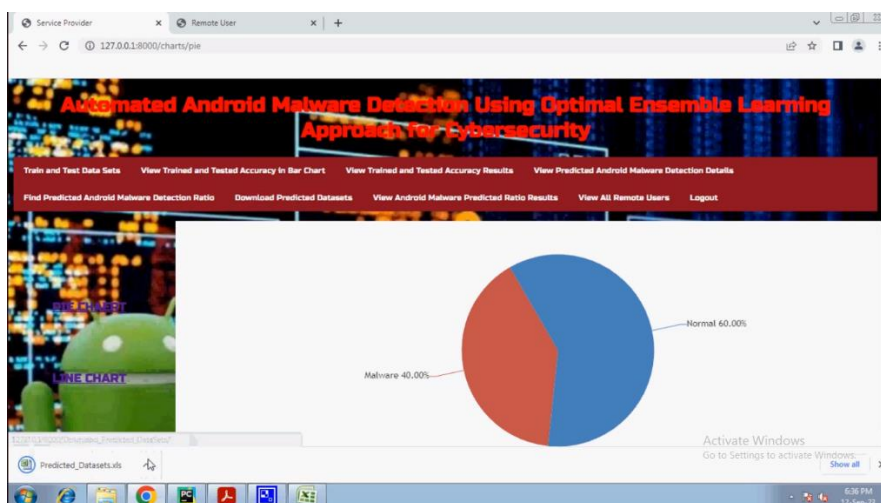 Service Provider
Remote User
127.0.0.1:8000/charts/pie
Automated Android Malware Detection Using Optimal Ensemble Learning
Approach for Cybersecurity
Train and Test Data Sets View Trained and Tested Accuracy in Bar Chart View Trained and Tested Accuracy Results View Predicted Android Malware Detection Details
Find Predicted Android Malware Detection Ratio Download Predicted Datasets View Android Malware Predicted Ratio Results View All Remote Users Logout
Normal 60.00%
Malware 40.00%
LINE CHART
Activate Windows
Go to Settings to activate Windows.
Predicted_Datasets.xls
Show all
6:36 PM